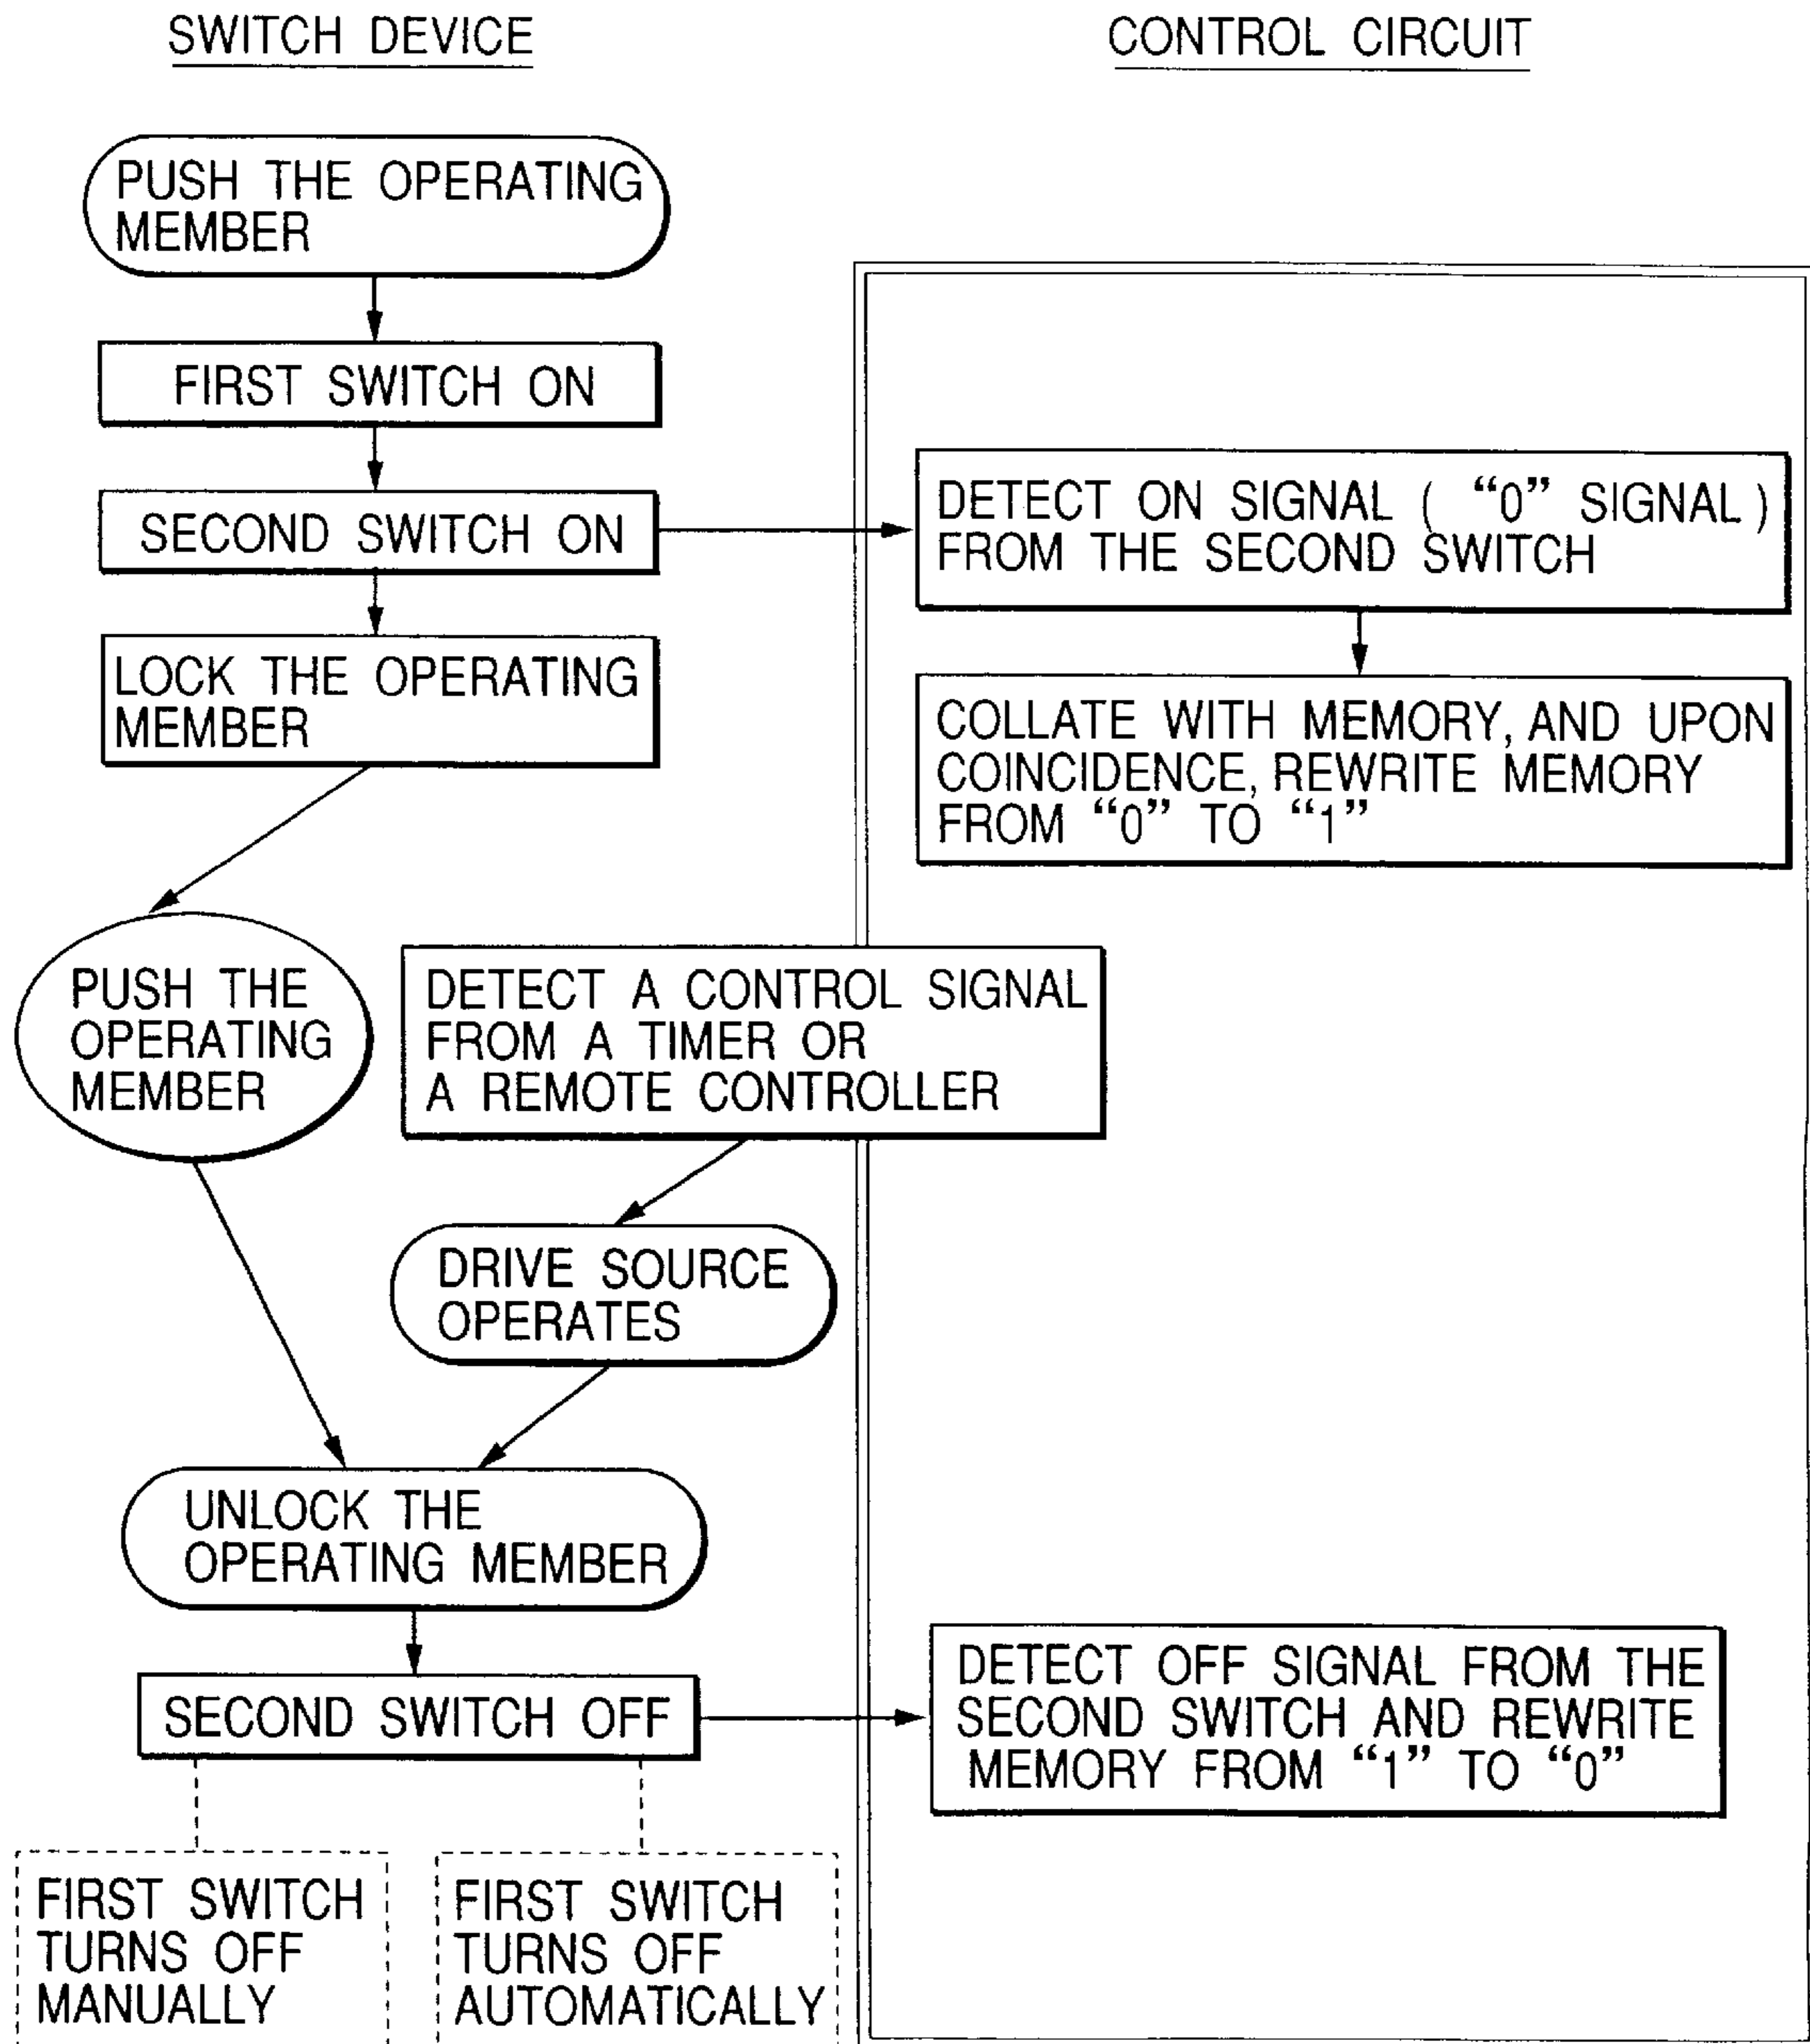 SWITCH DEVICE
CONTROL CIRCUIT
PUSH THE OPERATING
MEMBER
FIRST SWITCH ON
SECOND SWITCH ON
DETECT ON SIGNAL ( “0” SIGNAL )
FROM THE SECOND SWITCH
LOCK THE OPERATING
MEMBER
COLLATE WITH MEMORY, AND UPON
COINCIDENCE, REWRITE MEMORY
FROM “0” TO “1”
PUSH THE
OPERATING
MEMBER
DETECT A CONTROL SIGNAL
FROM A TIMER OR
A REMOTE CONTROLLER
DRIVE SOURCE
OPERATES
UNLOCK THE
OPERATING MEMBER
SECOND SWITCH OFF
DETECT OFF SIGNAL FROM THE
SECOND SWITCH AND REWRITE
MEMORY FROM “1” TO “0”
FIRST SWITCH
TURNS OFF
MANUALLY
FIRST SWITCH
TURNS OFF
AUTOMATICALLY